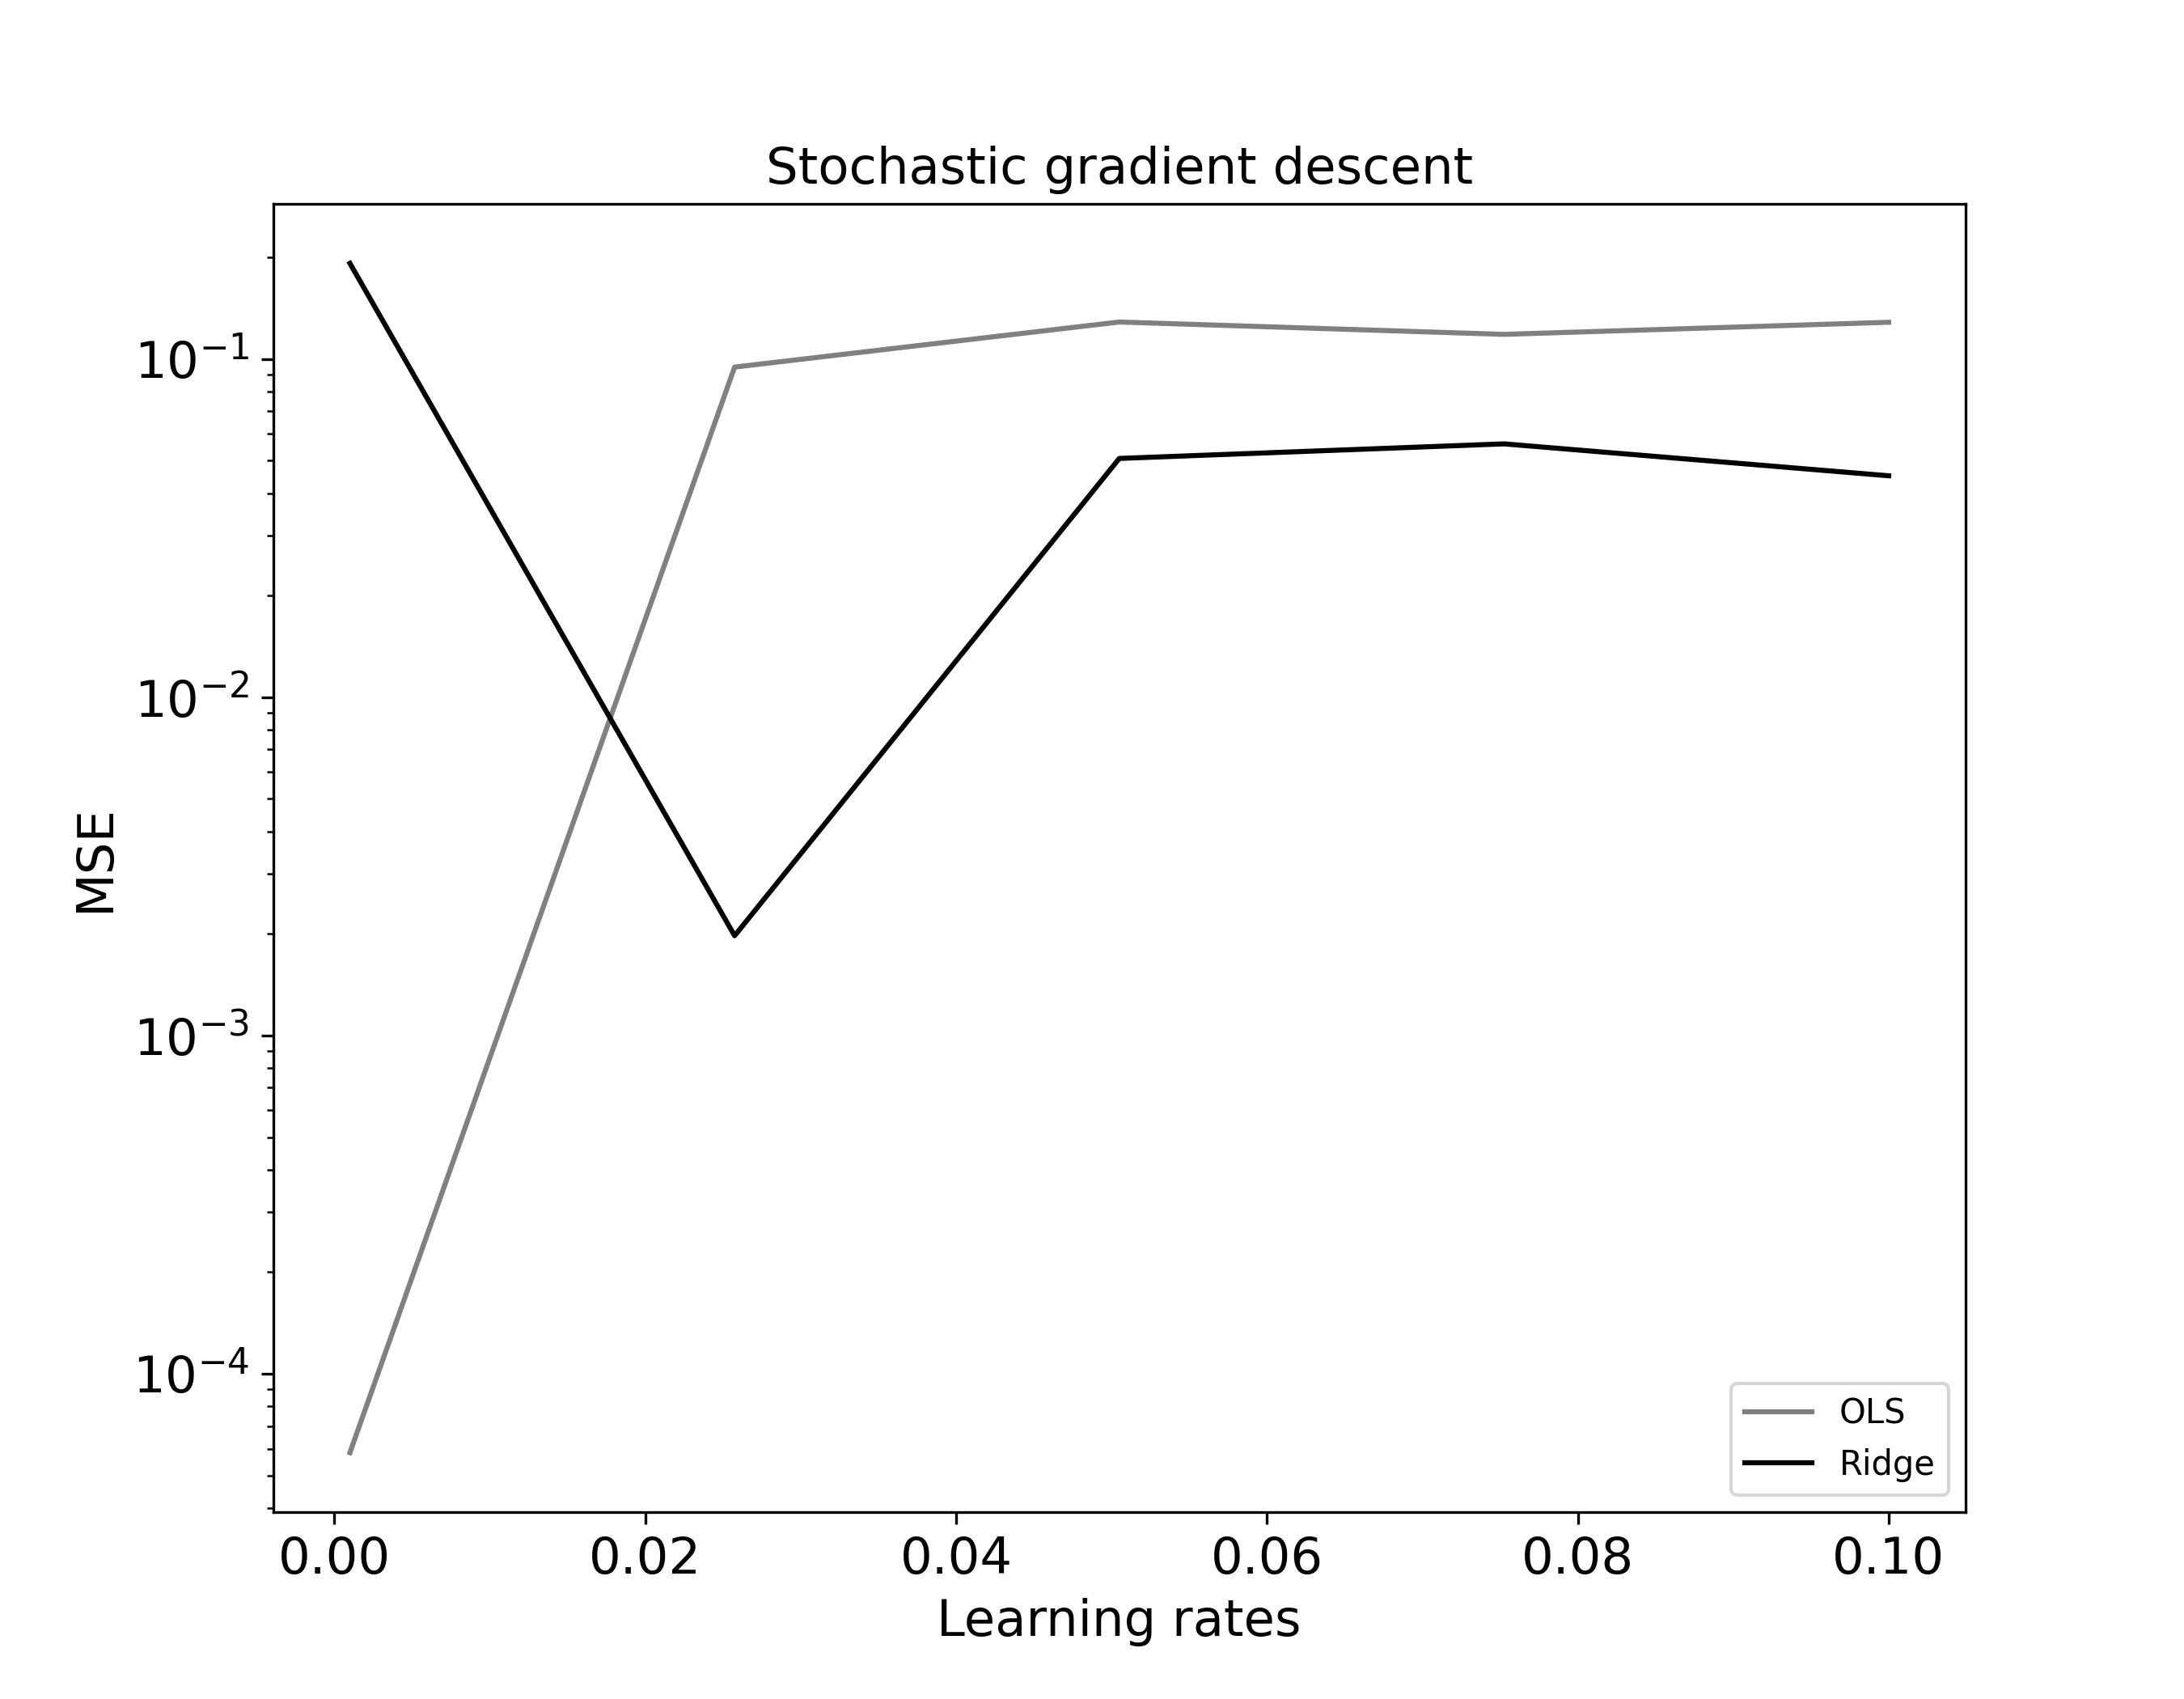 Stochastic gradient descent
MSE
10⁻¹
10⁻²
10⁻³
10⁻⁴
0.00 0.02 0.04 0.06 0.08 0.10
Learning rates
OLS
Ridge